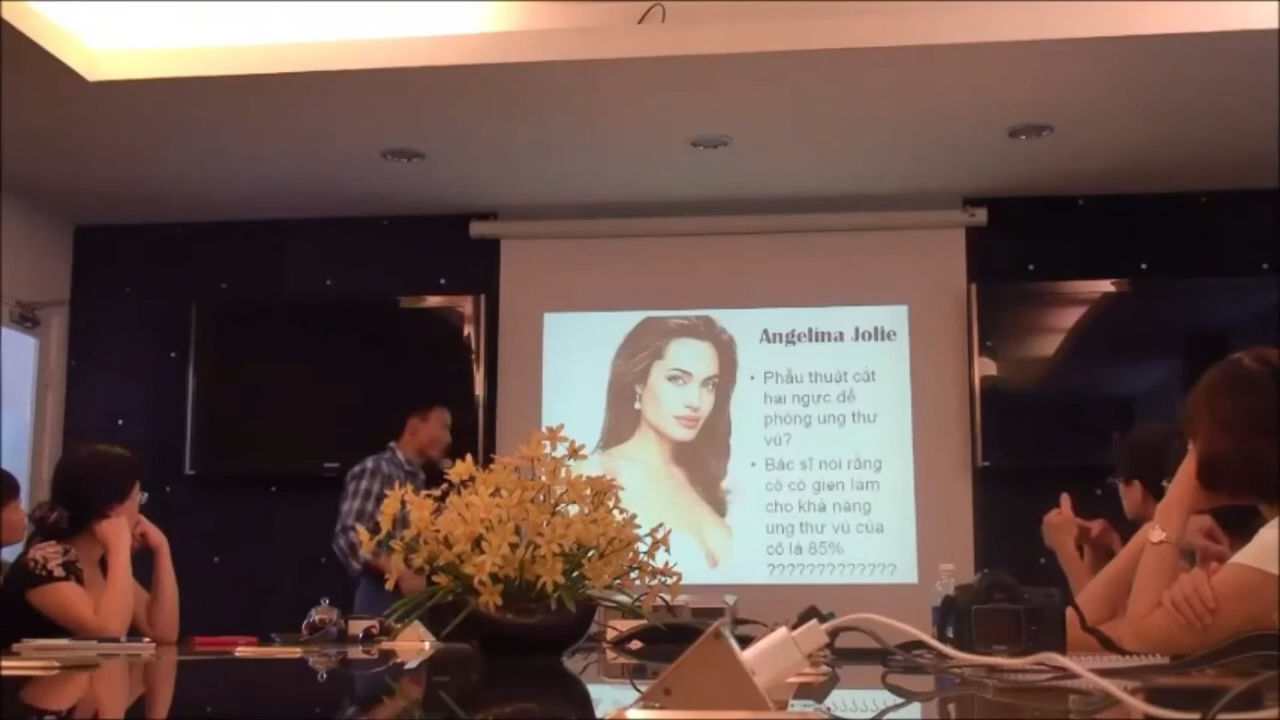 Angelina Jolie
• Phẫu thuật cắt
hai ngực để
phòng ung thư
vú?
• Bác sĩ nói rằng
cô có gien làm
cho khả năng
ung thư vú của
cô là 85%
?????????????